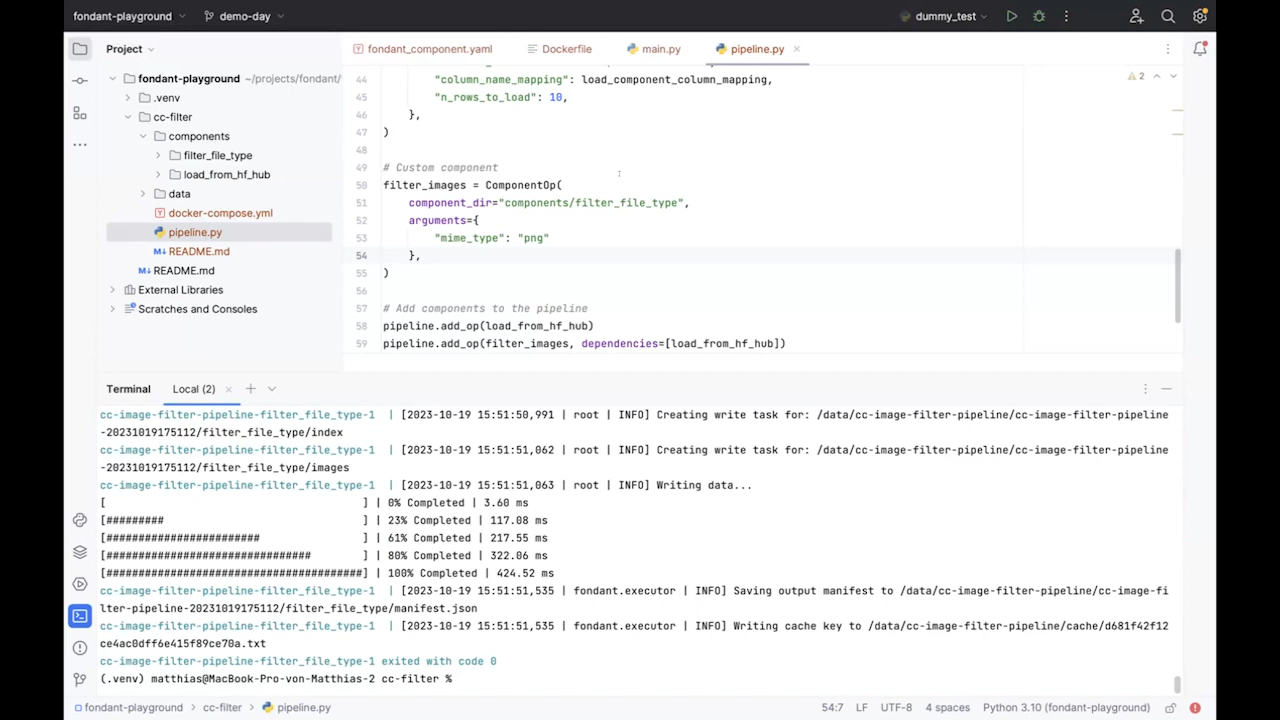 fondant-playground
demo-day
dummy_test
Project
fondant_component.yaml
Dockerfile
main.py
pipeline.py
2
fondant-playground ~/projects/fondant/
.venv
cc-filter
components
filter_file_type
load_from_hf_hub
data
docker-compose.yml
pipeline.py
README.md
README.md
External Libraries
Scratches and Consoles
44 "column_name_mapping": load_component_column_mapping,
45 "n_rows_to_load": 10,
46 },
47 )
48
49 # Custom component
50 filter_images = ComponentOp(
51 component_dir="components/filter_file_type",
52 arguments={
53 "mime_type": "png"
54 },
55 )
56
57 # Add components to the pipeline
58 pipeline.add_op(load_from_hf_hub)
59 pipeline.add_op(filter_images, dependencies=[load_from_hf_hub])
Terminal
Local (2)
cc-image-filter-pipeline-filter_file_type-1 | [2023-10-19 15:51:50,991 | root | INFO] Creating write task for: /data/cc-image-filter-pipeline/cc-image-filter-pipeline
-20231019175112/filter_file_type/index
cc-image-filter-pipeline-filter_file_type-1 | [2023-10-19 15:51:51,062 | root | INFO] Creating write task for: /data/cc-image-filter-pipeline/cc-image-filter-pipeline
-20231019175112/filter_file_type/images
cc-image-filter-pipeline-filter_file_type-1 | [2023-10-19 15:51:51,063 | root | INFO] Writing data...
[ ] | 0% Completed | 3.60 ms
[######### ] | 23% Completed | 117.08 ms
[######################## ] | 61% Completed | 217.55 ms
[################################ ] | 80% Completed | 322.06 ms
[########################################] | 100% Completed | 424.52 ms
cc-image-filter-pipeline-filter_file_type-1 | [2023-10-19 15:51:51,535 | fondant.executor | INFO] Saving output manifest to /data/cc-image-filter-pipeline/cc-image-fi
lter-pipeline-20231019175112/filter_file_type/manifest.json
cc-image-filter-pipeline-filter_file_type-1 | [2023-10-19 15:51:51,535 | fondant.executor | INFO] Writing cache key to /data/cc-image-filter-pipeline/cache/d681f42f12
ce4ac0dff6e415f89ce70a.txt
cc-image-filter-pipeline-filter_file_type-1 exited with code 0
(.venv) matthias@MacBook-Pro-von-Matthias-2 cc-filter %
fondant-playground > cc-filter > pipeline.py
54:7 LF UTF-8 4 spaces Python 3.10 (fondant-playground)